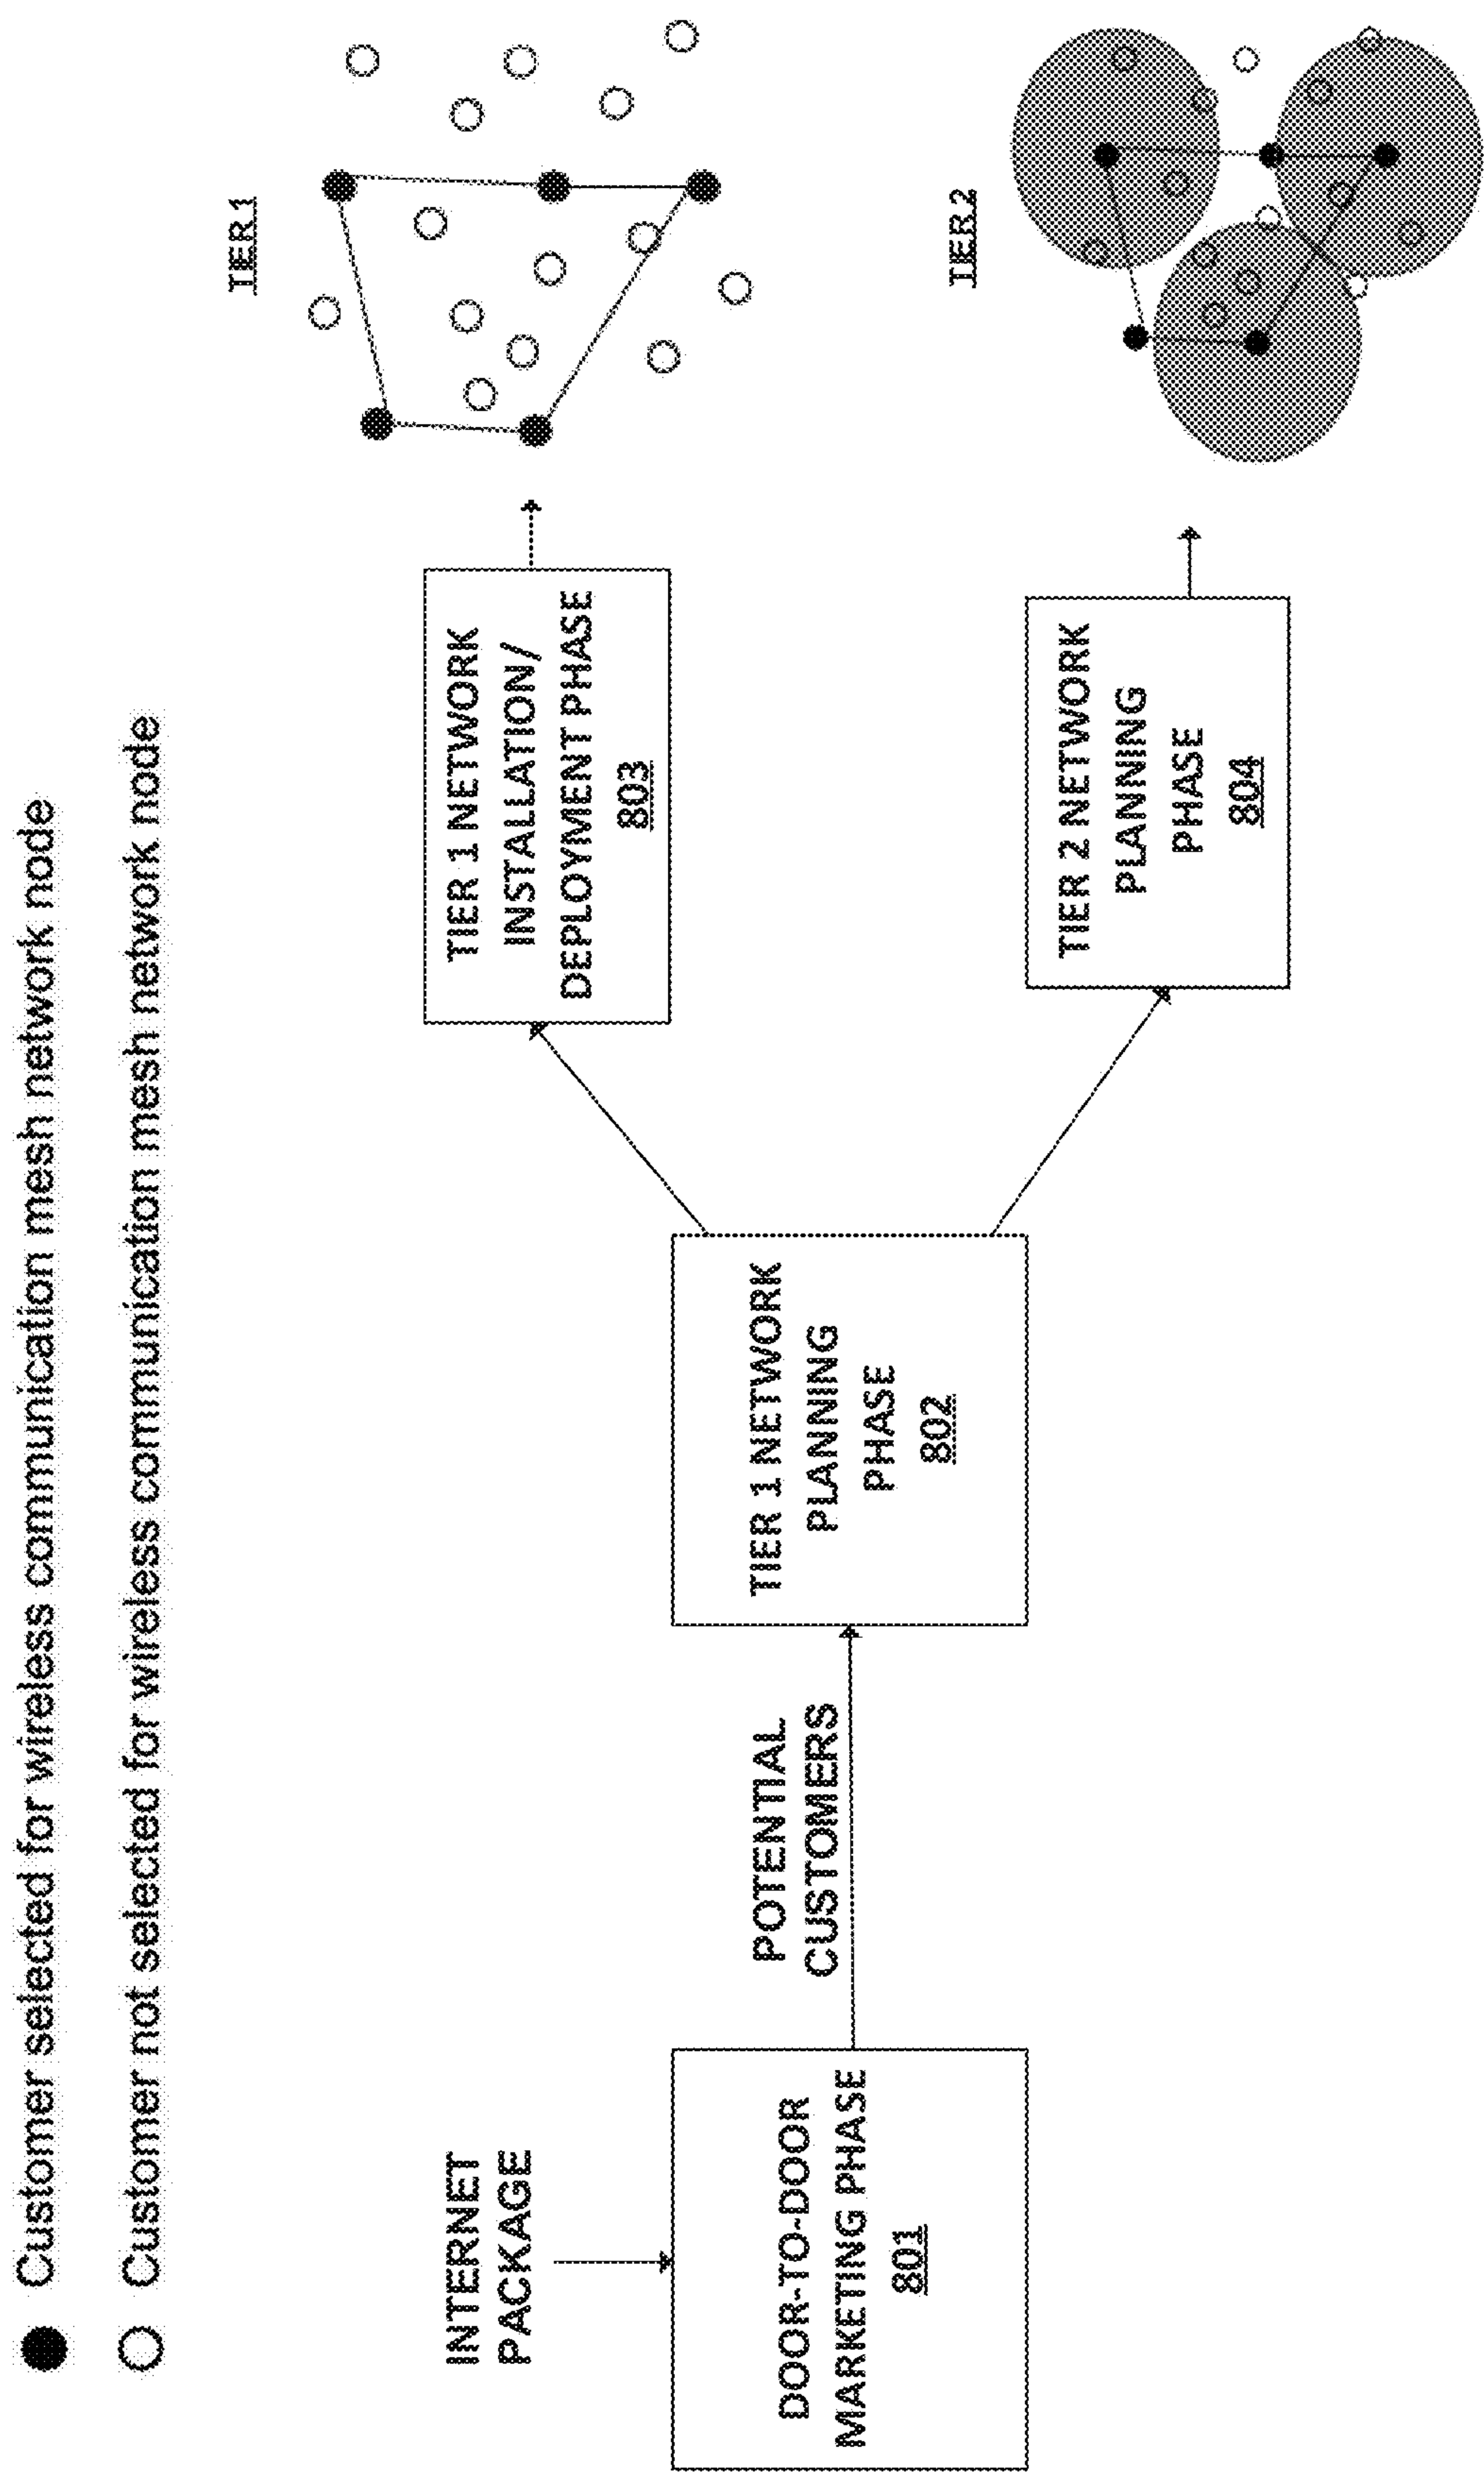 Customer selected for wireless communication mesh network node
Customer not selected for wireless communication mesh network node
INTERNET
PACKAGE
DOOR-TO-DOOR
MARKETING PHASE
801
POTENTIAL
CUSTOMERS
TIER 1 NETWORK
PLANNING
PHASE
802
TIER 1 NETWORK
INSTALLATION/
DEPLOYMENT PHASE
803
TIER 1
TIER 2 NETWORK
PLANNING
PHASE
804
TIER 2